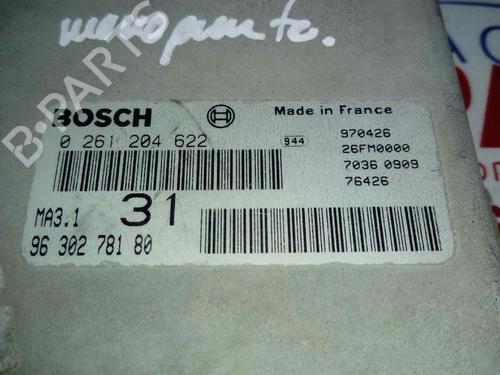 monopunto.
BOSCH
Made in France
0 261 204 622
944
970426
26FM0000
7036 0909
76426
MA3.1
31
96 302 781 80
B-PARTS